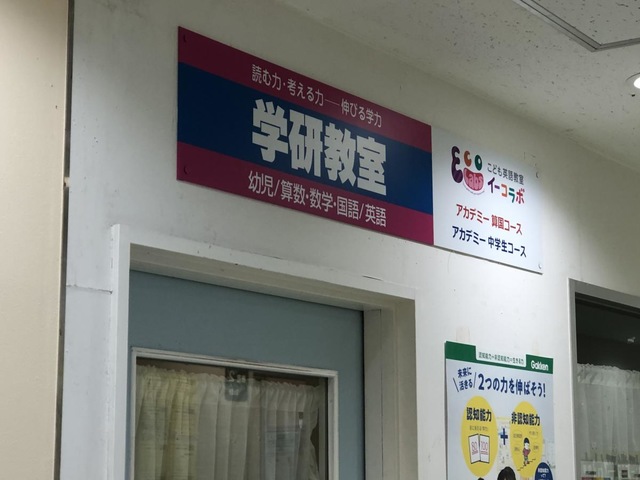 読む力・考える力──伸びる学力
学研教室
幼児/算数・数学・国語/英語
ECO Labs
こども英語教室
イーコラボ
アカデミー 算国コース
アカデミー 中学生コース
Gakken
未来に
活きる
2つの力を伸ばそう!
認知能力
+
非認知能力